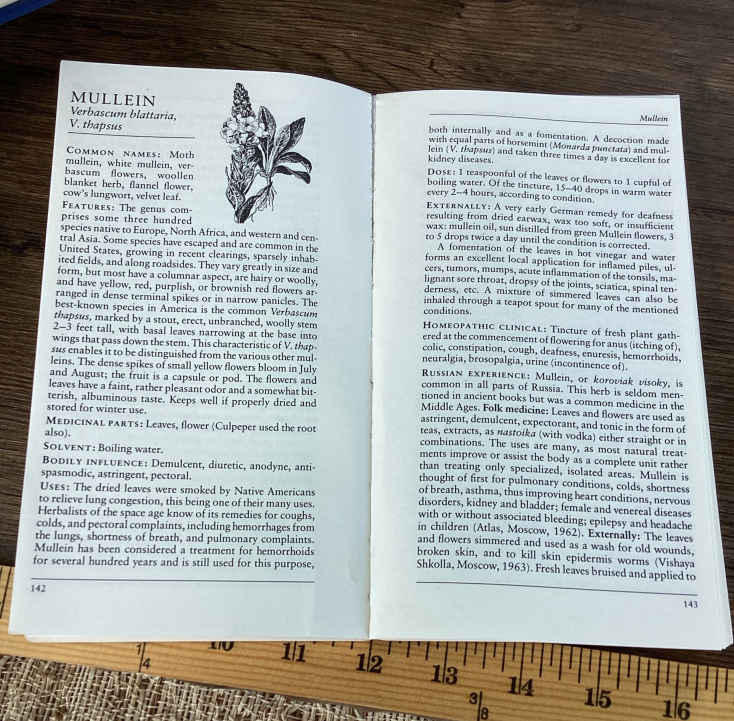 MULLEIN
Verbascum blattaria,
V. thapsus
COMMON NAMES: Moth
mullein, white mullein, ver-
bascum flowers, woollen
blanket herb, flannel flower,
cow's lungwort, velvet leaf.
FEATURES: The genus com-
prises some three hundred
species native to Europe, North Africa, and western and cen-
tral Asia. Some species have escaped and are common in the
United States, growing in recent clearings, sparsely inhab-
ited fields, and along roadsides. They vary greatly in size and
form, but most have a columnar aspect, are hairy or woolly,
and have yellow, red, purplish, or brownish red flowers ar-
ranged in dense terminal spikes or in narrow panicles. The
best-known species in America is the common Verbascum
thapsus, marked by a stout, erect, unbranched, woolly stem
2–3 feet tall, with basal leaves narrowing at the base into
wings that pass down the stem. This characteristic of V. thap-
sus enables it to be distinguished from the various other mul-
leins. The dense spikes of small yellow flowers bloom in July
and August; the fruit is a capsule or pod. The flowers and
leaves have a faint, rather pleasant odor and a somewhat bit-
terish, albuminous taste. Keeps well if properly dried and
stored for winter use.
MEDICINAL PARTS: Leaves, flower (Culpeper used the root
also).
SOLVENT: Boiling water.
BODILY INFLUENCE: Demulcent, diuretic, anodyne, anti-
spasmodic, astringent, pectoral.
USES: The dried leaves were smoked by Native Americans
to relieve lung congestion, this being one of their many uses.
Herbalists of the space age know of its remedies for coughs,
colds, and pectoral complaints, including hemorrhages from
the lungs, shortness of breath, and pulmonary complaints.
Mullein has been considered a treatment for hemorrhoids
for several hundred years and is still used for this purpose,
142
Mullein
both internally and as a fomentation. A decoction made
with equal parts of horsemint (Monarda punctata) and mul-
lein (V. thapsus) and taken three times a day is excellent for
kidney diseases.
DOSE: 1 teaspoonful of the leaves or flowers to 1 cupful of
boiling water. Of the tincture, 15–40 drops in warm water
every 2–4 hours, according to condition.
EXTERNALLY: A very early German remedy for deafness
resulting from dried earwax, wax too soft, or insufficient
wax: mullein oil, sun distilled from green Mullein flowers, 3
to 5 drops twice a day until the condition is corrected.
A fomentation of the leaves in hot vinegar and water
forms an excellent local application for inflamed piles, ul-
cers, tumors, mumps, acute inflammation of the tonsils, ma-
lignant sore throat, dropsy of the joints, sciatica, spinal ten-
derness, etc. A mixture of simmered leaves can also be
inhaled through a teapot spout for many of the mentioned
conditions.
HOMEOPATHIC CLINICAL: Tincture of fresh plant gath-
ered at the commencement of flowering for anus (itching of),
colic, constipation, cough, deafness, enuresis, hemorrhoids,
neuralgia, brosopalgia, urine (incontinence of).
RUSSIAN EXPERIENCE: Mullein, or koroviak visoky, is
common in all parts of Russia. This herb is seldom men-
tioned in ancient books but was a common medicine in the
Middle Ages. Folk medicine: Leaves and flowers are used as
astringent, demulcent, expectorant, and tonic in the form of
teas, extracts, as nastoika (with vodka) either straight or in
combinations. The uses are many, as most natural treat-
ments improve or assist the body as a complete unit rather
than treating only specialized, isolated areas. Mullein is
thought of first for pulmonary conditions, colds, shortness
of breath, asthma, thus improving heart conditions, nervous
disorders, kidney and bladder; female and venereal diseases
with or without associated bleeding; epilepsy and headache
in children (Atlas, Moscow, 1962). Externally: The leaves
and flowers simmered and used as a wash for old wounds,
broken skin, and to kill skin epidermis worms (Vishaya
Shkolla, Moscow, 1963). Fresh leaves bruised and applied to
143
1/4 10 11 12 13 3/8 14 15 16